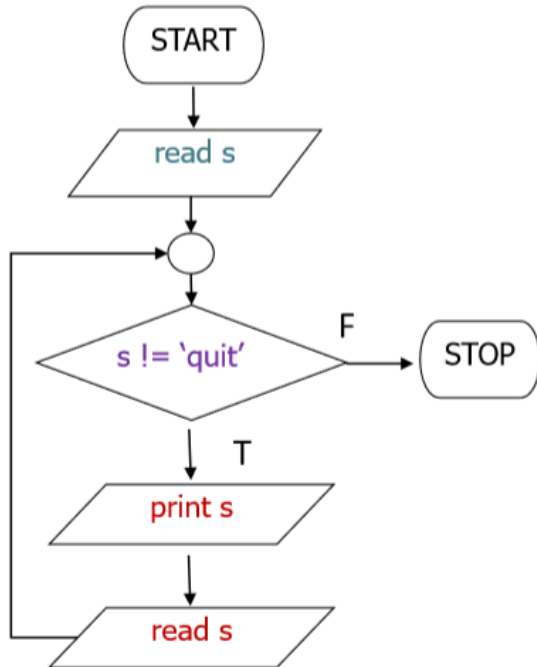 START
read s
s != ‘quit’
F
STOP
T
print s
read s